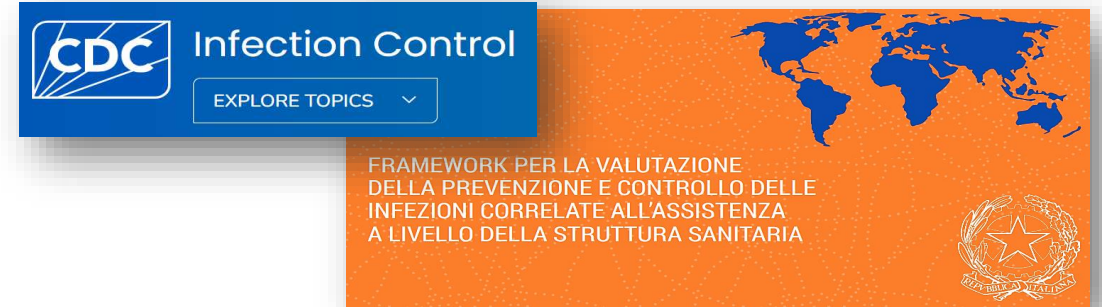 CDC
Infection Control
EXPLORE TOPICS
FRAMEWORK PER LA VALUTAZIONE
DELLA PREVENZIONE E CONTROLLO DELLE
INFEZIONI CORRELATE ALL'ASSISTENZA
A LIVELLO DELLA STRUTTURA SANITARIA
REPVBBLICA ITALIANA